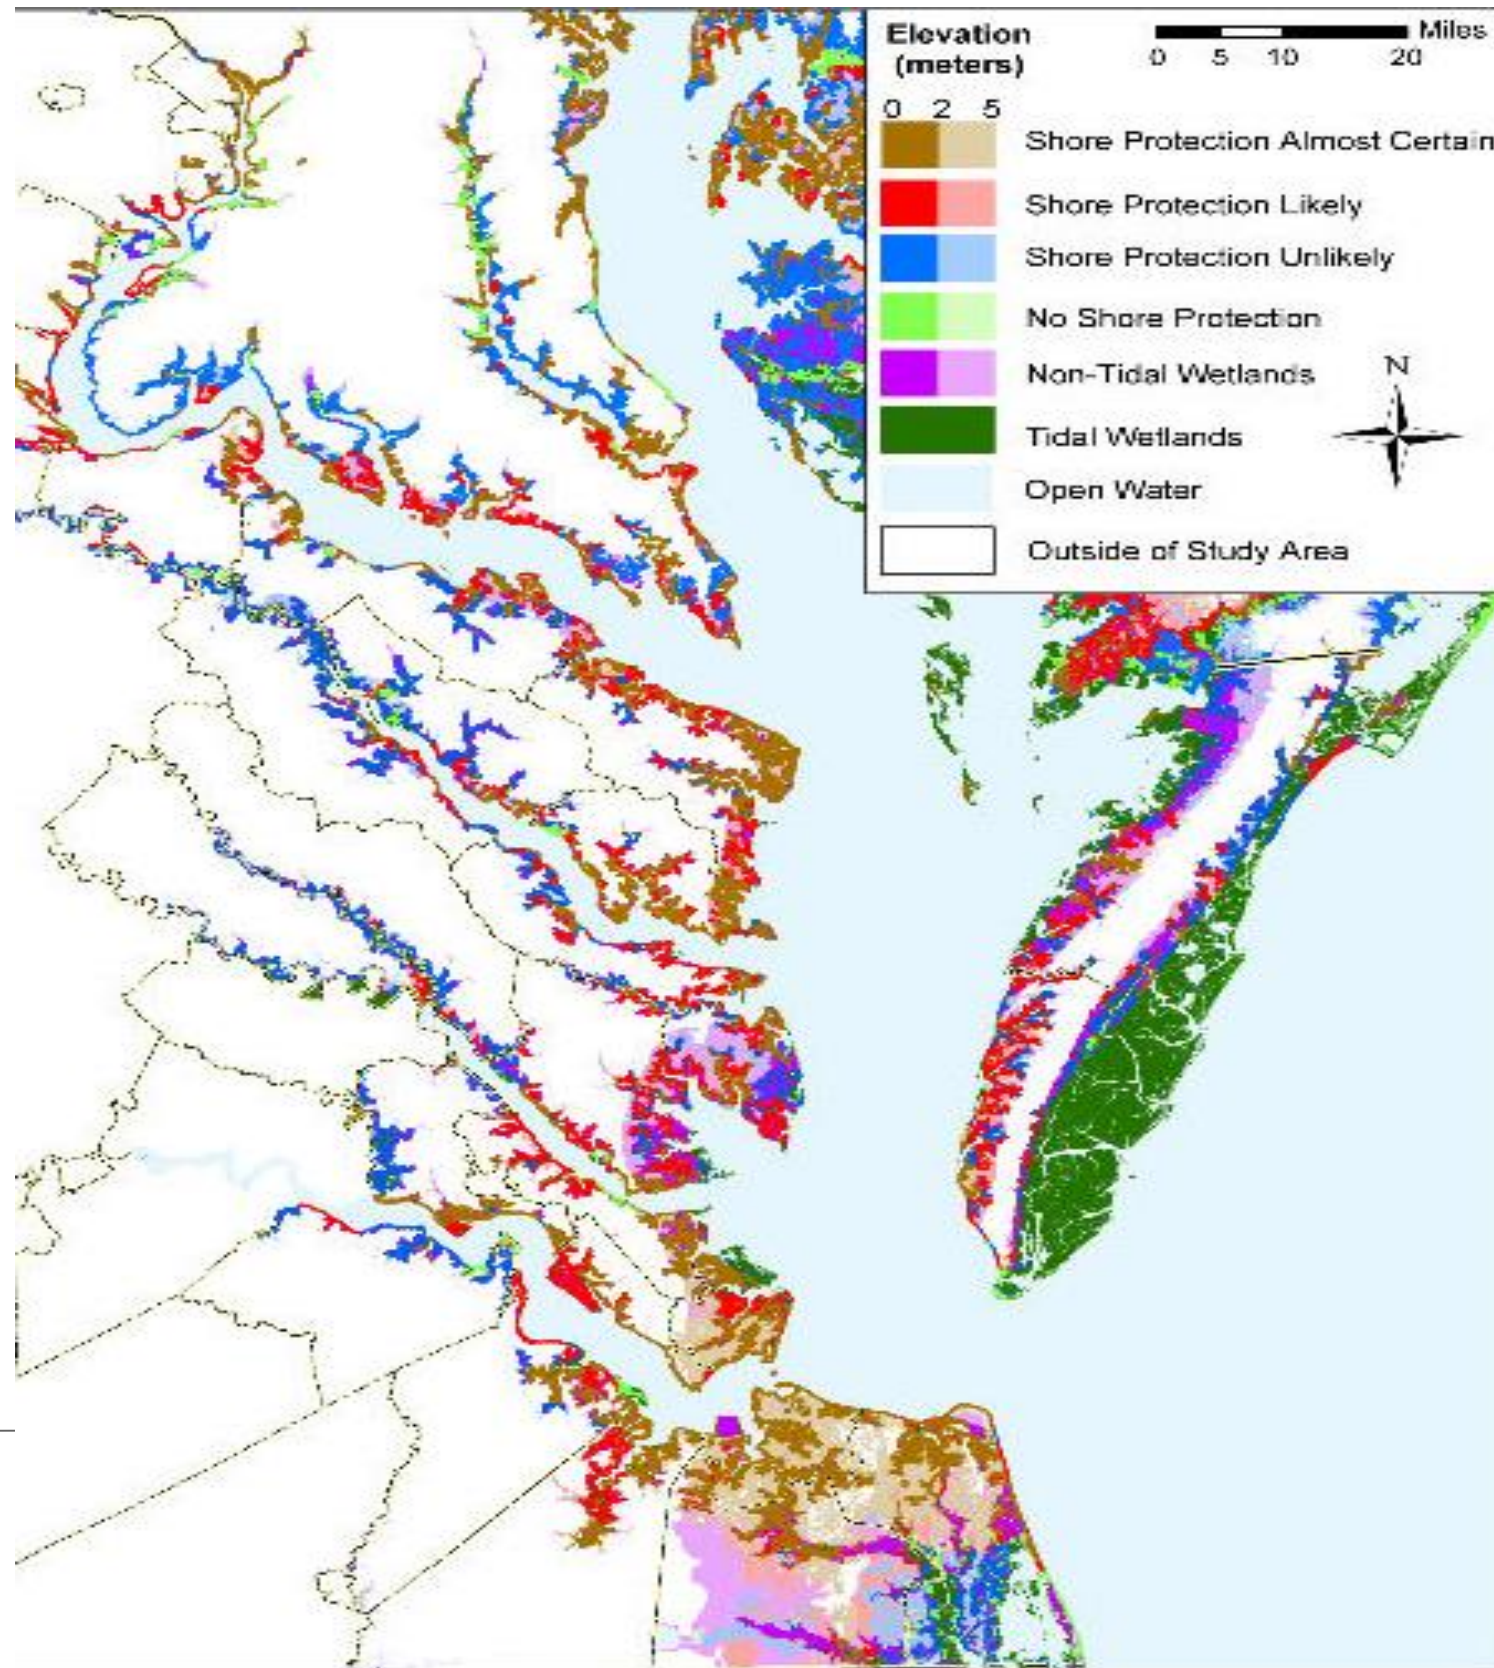 Elevation
(meters)
Miles
0 5 10 20
0 2 5
Shore Protection Almost Certain
Shore Protection Likely
Shore Protection Unlikely
No Shore Protection
Non-Tidal Wetlands
N
Tidal Wetlands
Open Water
Outside of Study Area